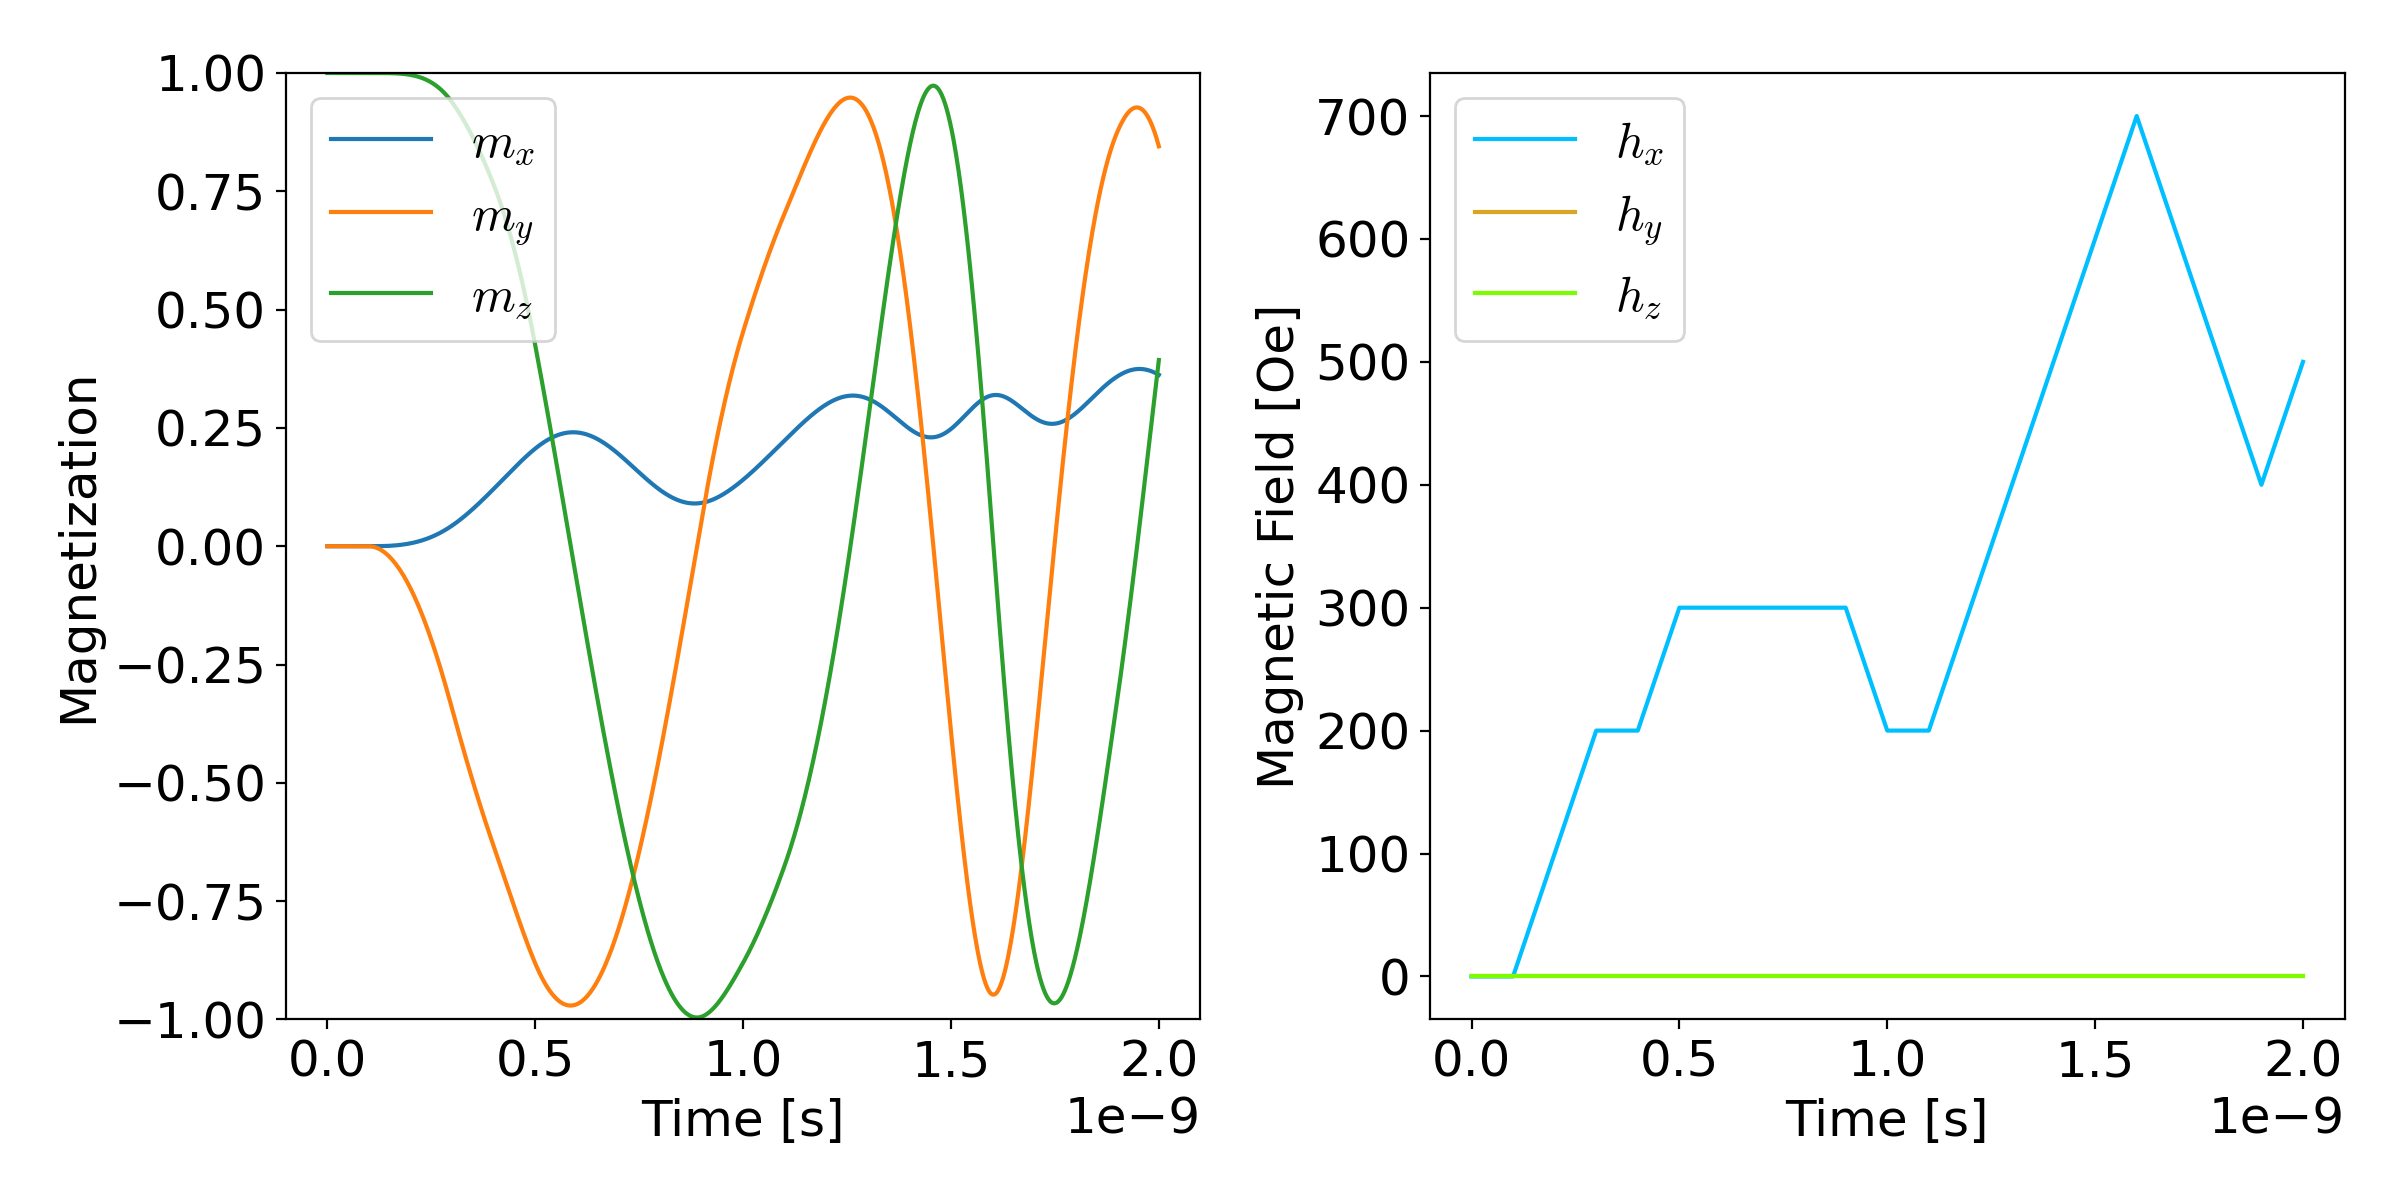 1.00
0.75
0.50
0.25
0.00
−0.25
−0.50
−0.75
−1.00
Magnetization
m_x
m_y
m_z
0.0 0.5 1.0 1.5 2.0
Time [s]
1e−9
700
600
500
400
300
200
100
0
Magnetic Field [Oe]
h_x
h_y
h_z
0.0 0.5 1.0 1.5 2.0
Time [s]
1e−9